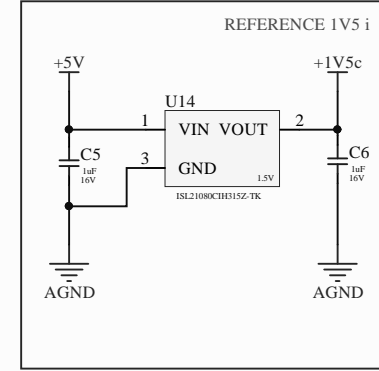 REFERENCE 1V5 i
+5V
+1V5c
U14
1
VIN VOUT
2
C5
1uF
16V
3
GND
1.5V
C6
1uF
16V
ISL21080CIH315Z-TK
AGND
AGND